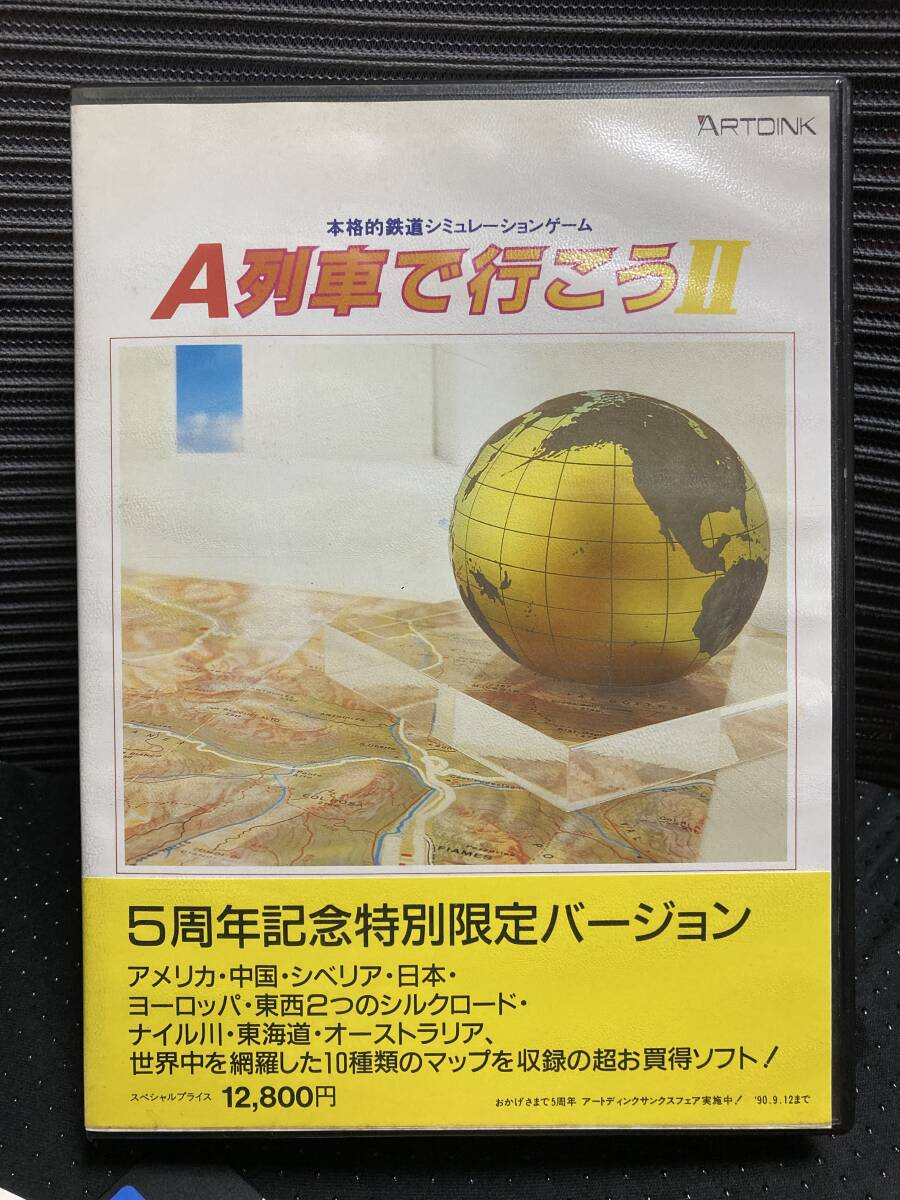 ARTDINK
本格的鉄道シミュレーションゲーム
A列車で行こうII
FIAMES
5周年記念特別限定バージョン
アメリカ・中国・シベリア・日本・
ヨーロッパ・東西2つのシルクロード・
ナイル川・東海道・オーストラリア、
世界中を網羅した10種類のマップを収録の超お買得ソフト!
スペシャルプライス 12,800円
おかげさまで5周年 アートディンクサンクスフェア実施中! '90.9.12まで